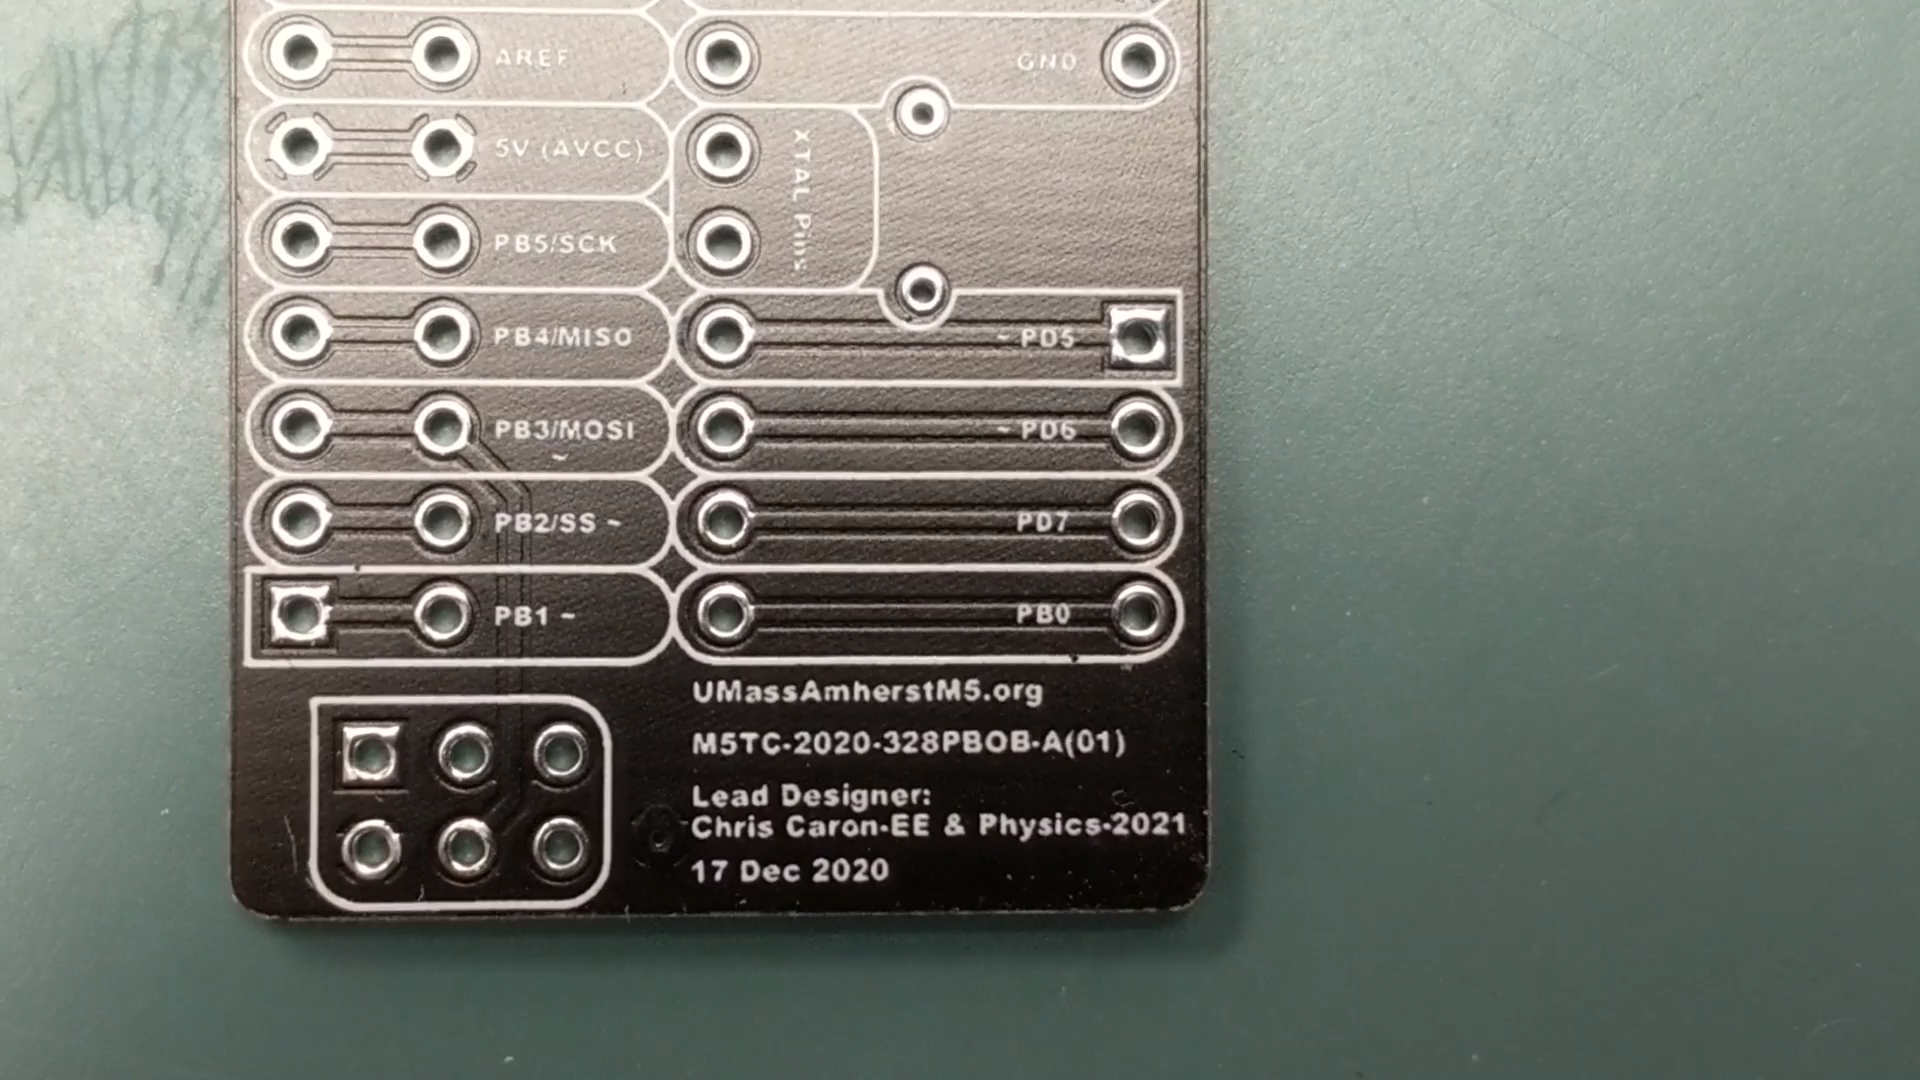 AREF
GND
5V (AVCC)
XTAL Pins
PB5/SCK
PB4/MISO
~ PD5
PB3/MOSI
~
~ PD6
PB2/SS ~
PD7
PB1 ~
PB0
UMassAmherstM5.org
M5TC-2020-328PBOB-A(01)
Lead Designer:
Chris Caron-EE & Physics-2021
17 Dec 2020